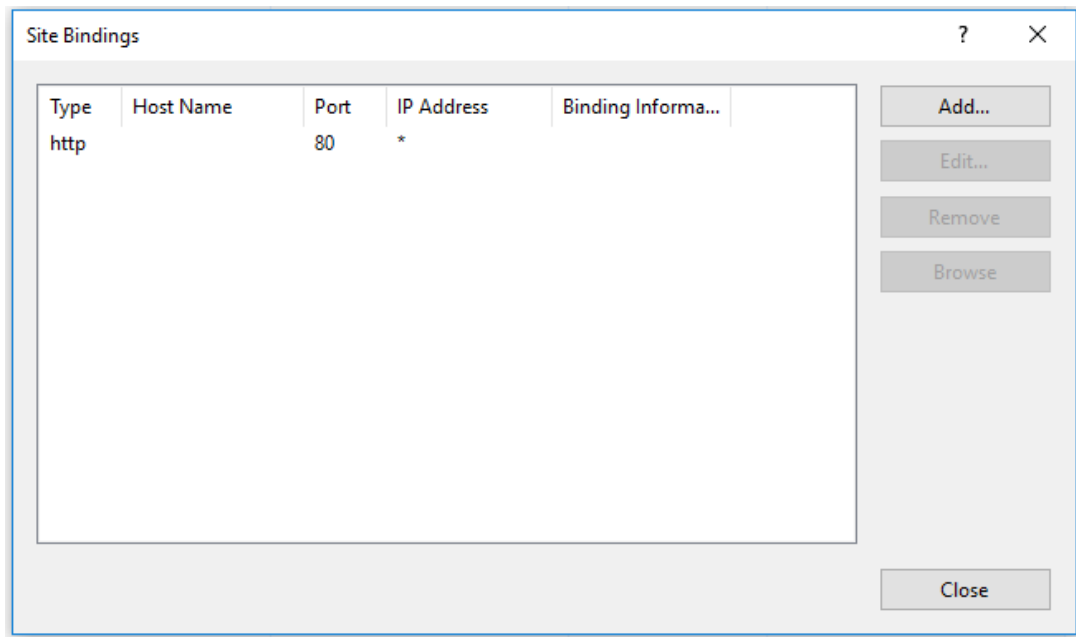 Site Bindings ? ×
Type Host Name Port IP Address Binding Informa...
http 80 *
Add...
Edit...
Remove
Browse
Close